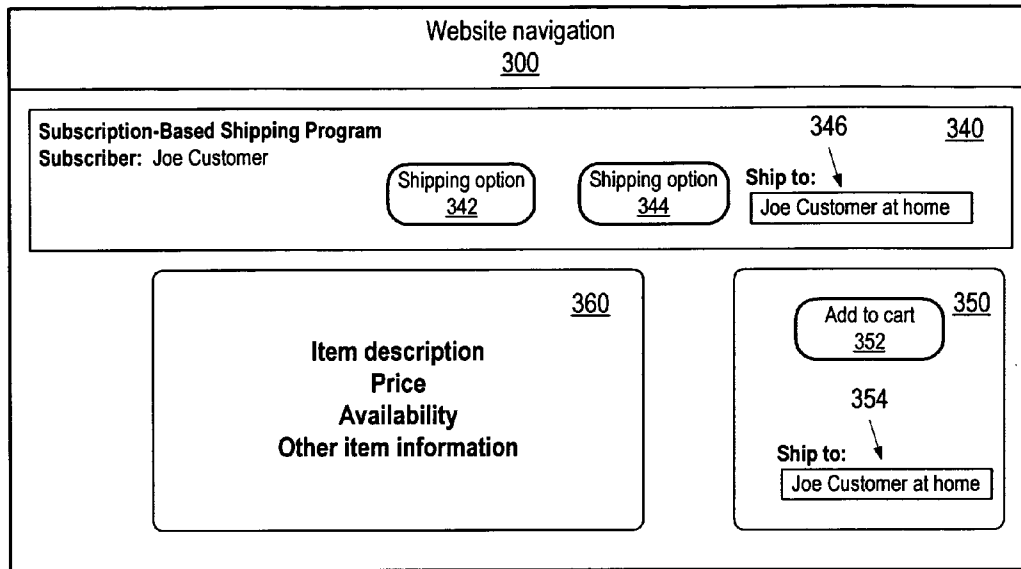 Website navigation
300
Subscription-Based Shipping Program
Subscriber: Joe Customer
Shipping option
342
Shipping option
344
346
340
Ship to:
Joe Customer at home
360
Item description
Price
Availability
Other item information
350
Add to cart
352
354
Ship to:
Joe Customer at home